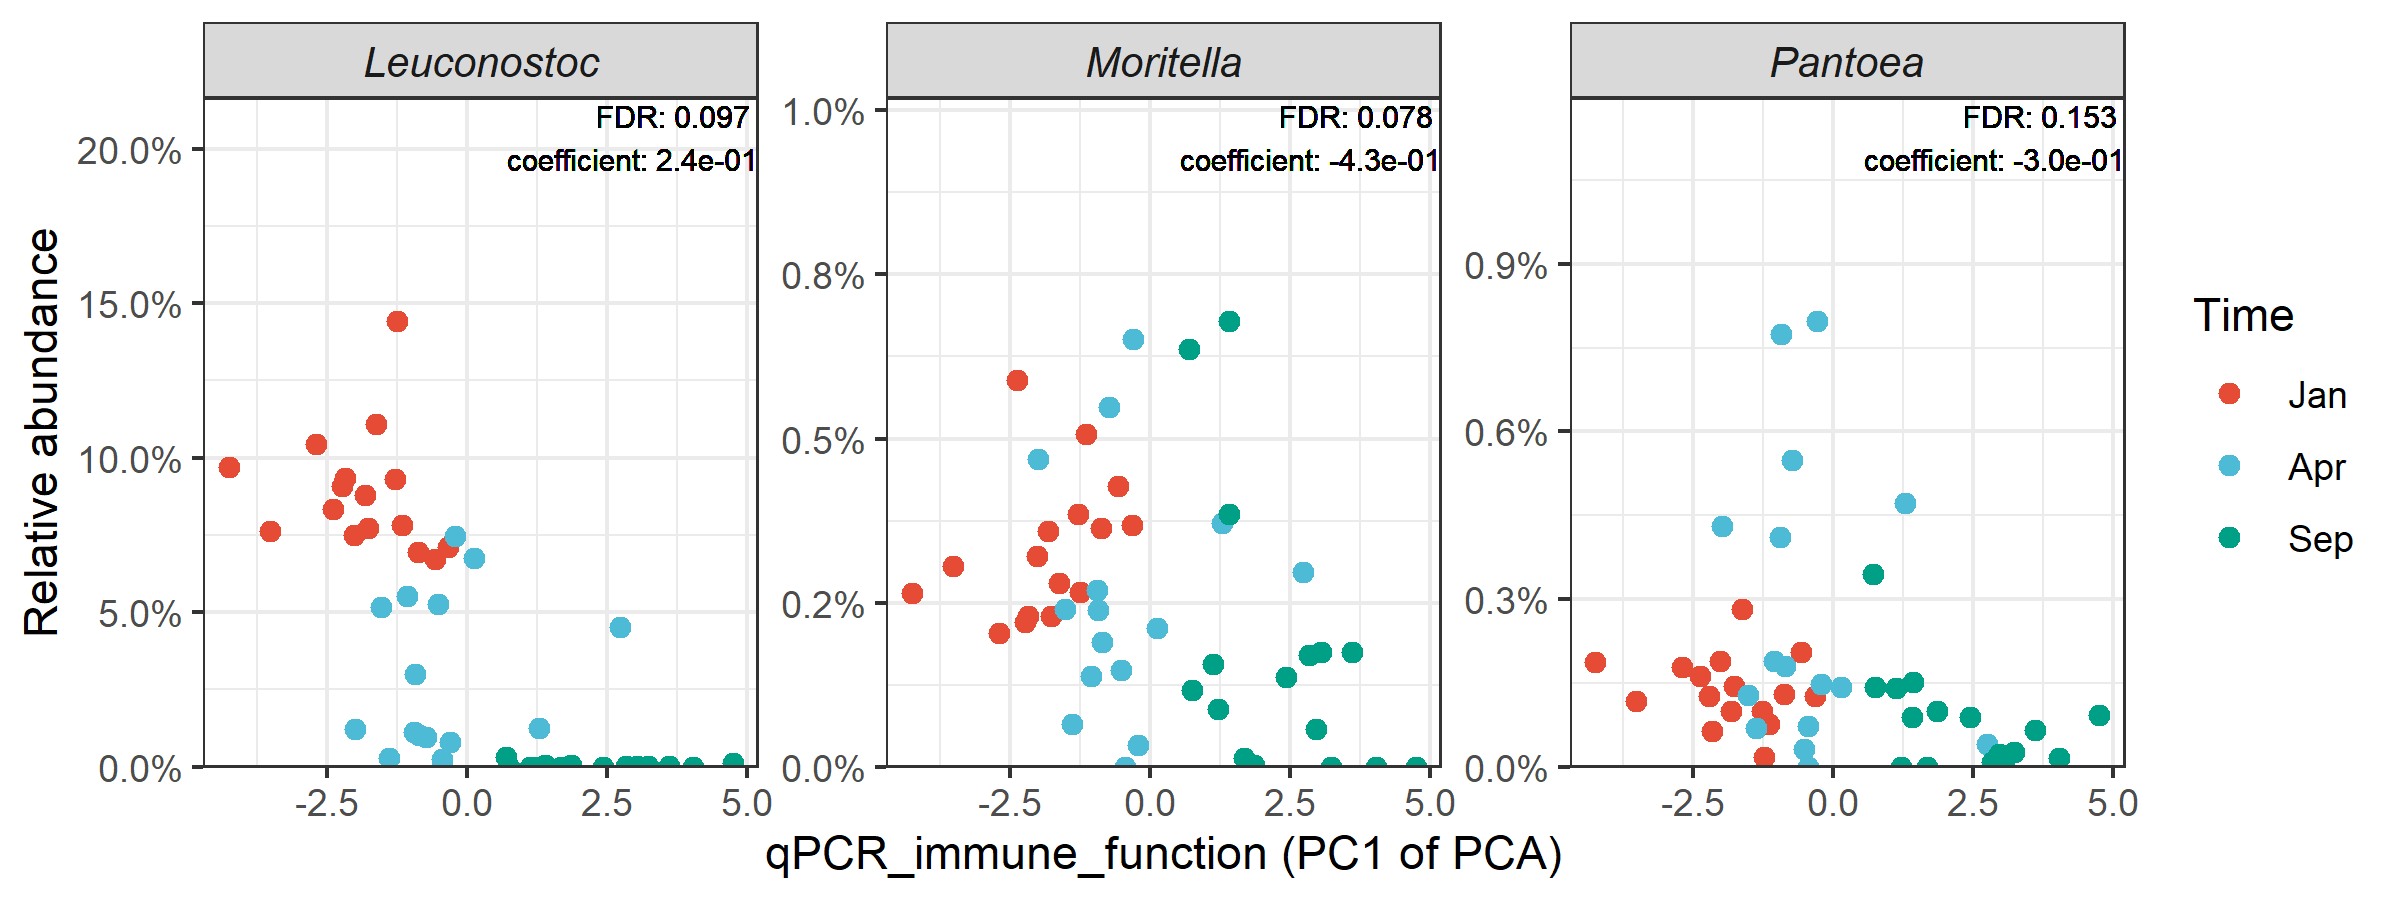 Leuconostoc
Moritella
Pantoea
FDR: 0.097
coefficient: 2.4e-01
FDR: 0.078
coefficient: -4.3e-01
FDR: 0.153
coefficient: -3.0e-01
Relative abundance
20.0%
15.0%
10.0%
5.0%
0.0%
1.0%
0.8%
0.5%
0.2%
0.0%
0.9%
0.6%
0.3%
0.0%
-2.5 0.0 2.5 5.0
-2.5 0.0 2.5 5.0
-2.5 0.0 2.5 5.0
qPCR_immune_function (PC1 of PCA)
Time
Jan
Apr
Sep